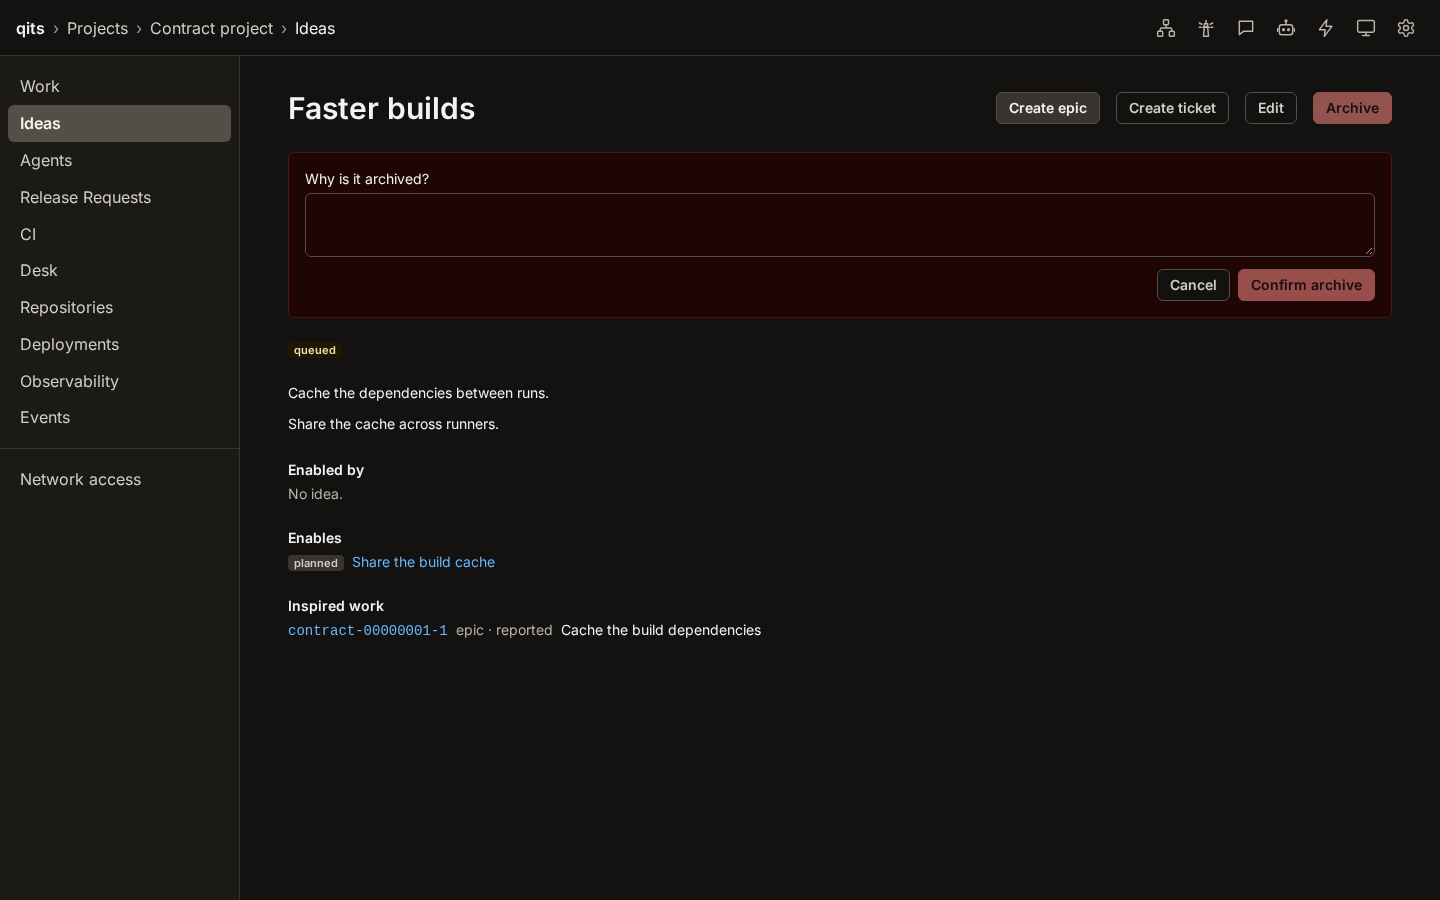 qits › Projects › Contract project › Ideas
Work
Ideas
Agents
Release Requests
CI
Desk
Repositories
Deployments
Observability
Events
Network access
Faster builds
Create epic
Create ticket
Edit
Archive
Why is it archived?
Cancel
Confirm archive
queued
Cache the dependencies between runs.
Share the cache across runners.
Enabled by
No idea.
Enables
planned Share the build cache
Inspired work
contract-00000001-1 epic · reported Cache the build dependencies